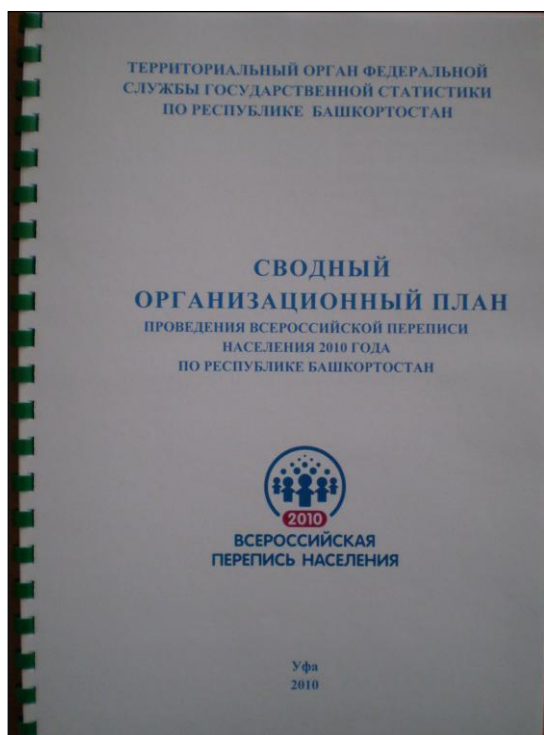 ТЕРРИТОРИАЛЬНЫЙ ОРГАН ФЕДЕРАЛЬНОЙ
СЛУЖБЫ ГОСУДАРСТВЕННОЙ СТАТИСТИКИ
ПО РЕСПУБЛИКЕ БАШКОРТОСТАН
СВОДНЫЙ
ОРГАНИЗАЦИОННЫЙ ПЛАН
ПРОВЕДЕНИЯ ВСЕРОССИЙСКОЙ ПЕРЕПИСИ
НАСЕЛЕНИЯ 2010 ГОДА
ПО РЕСПУБЛИКЕ БАШКОРТОСТАН
2010
ВСЕРОССИЙСКАЯ
ПЕРЕПИСЬ НАСЕЛЕНИЯ
Уфа
2010